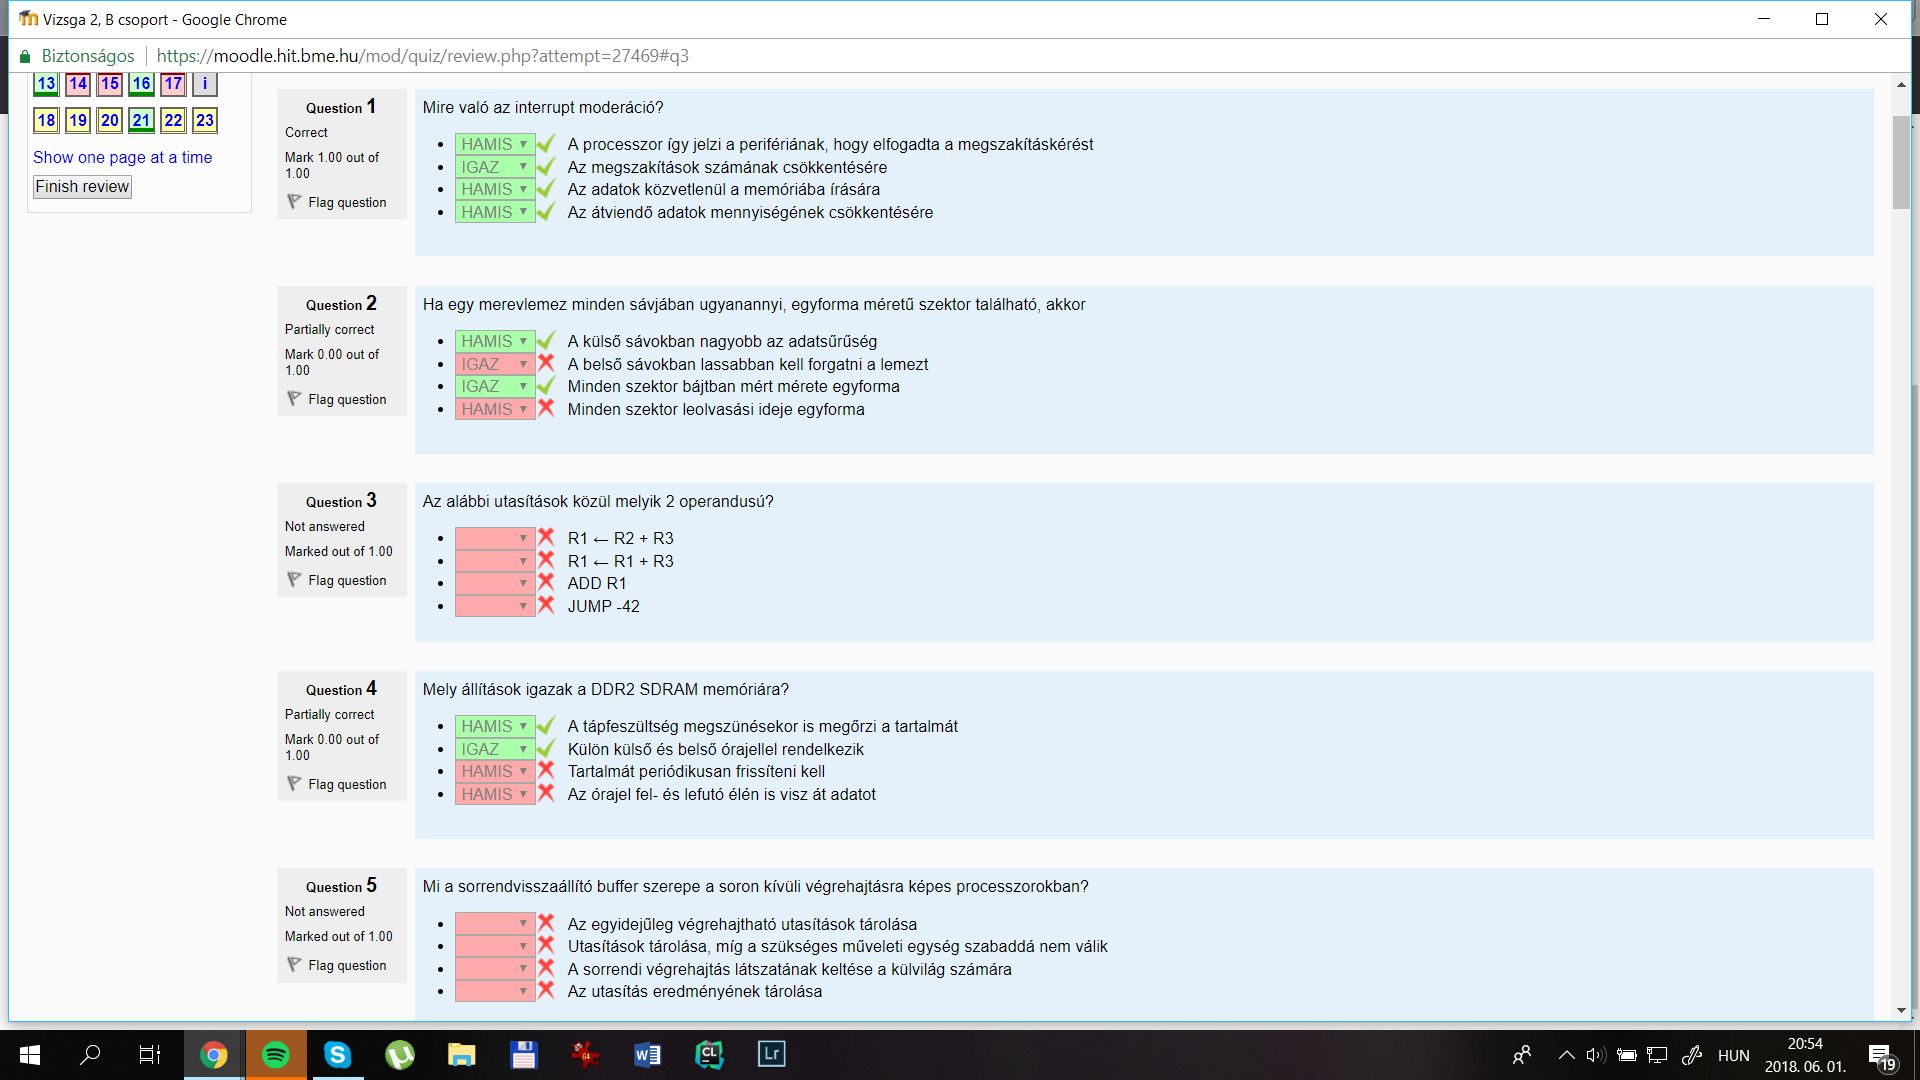 Vizsga 2, B csoport - Google Chrome
Biztonságos https://moodle.hit.bme.hu/mod/quiz/review.php?attempt=27469#q3
13 14 15 16 17 i
18 19 20 21 22 23
Show one page at a time
Finish review
Question 1
Correct
Mark 1.00 out of
1.00
Flag question
Mire való az interrupt moderáció?
HAMIS A processzor így jelzi a perifériának, hogy elfogadta a megszakításkérést
IGAZ Az megszakítások számának csökkentésére
HAMIS Az adatok közvetlenül a memóriába írására
HAMIS Az átviendő adatok mennyiségének csökkentésére
Question 2
Partially correct
Mark 0.00 out of
1.00
Flag question
Ha egy merevlemez minden sávjában ugyanannyi, egyforma méretű szektor található, akkor
HAMIS A külső sávokban nagyobb az adatsűrűség
IGAZ A belső sávokban lassabban kell forgatni a lemezt
IGAZ Minden szektor bájtban mért mérete egyforma
HAMIS Minden szektor leolvasási ideje egyforma
Question 3
Not answered
Marked out of 1.00
Flag question
Az alábbi utasítások közül melyik 2 operandusú?
R1 ← R2 + R3
R1 ← R1 + R3
ADD R1
JUMP -42
Question 4
Partially correct
Mark 0.00 out of
1.00
Flag question
Mely állítások igazak a DDR2 SDRAM memóriára?
HAMIS A tápfeszültség megszünésekor is megőrzi a tartalmát
IGAZ Külön külső és belső órajellel rendelkezik
HAMIS Tartalmát periódikusan frissíteni kell
HAMIS Az órajel fel- és lefutó élén is visz át adatot
Question 5
Not answered
Marked out of 1.00
Flag question
Mi a sorrendvisszaállító buffer szerepe a soron kívüli végrehajtásra képes processzorokban?
Az egyidejűleg végrehajtható utasítások tárolása
Utasítások tárolása, míg a szükséges műveleti egység szabaddá nem válik
A sorrendi végrehajtás látszatának keltése a külvilág számára
Az utasítás eredményének tárolása
64
CL
Lr
HUN
20:54
2018. 06. 01.
19